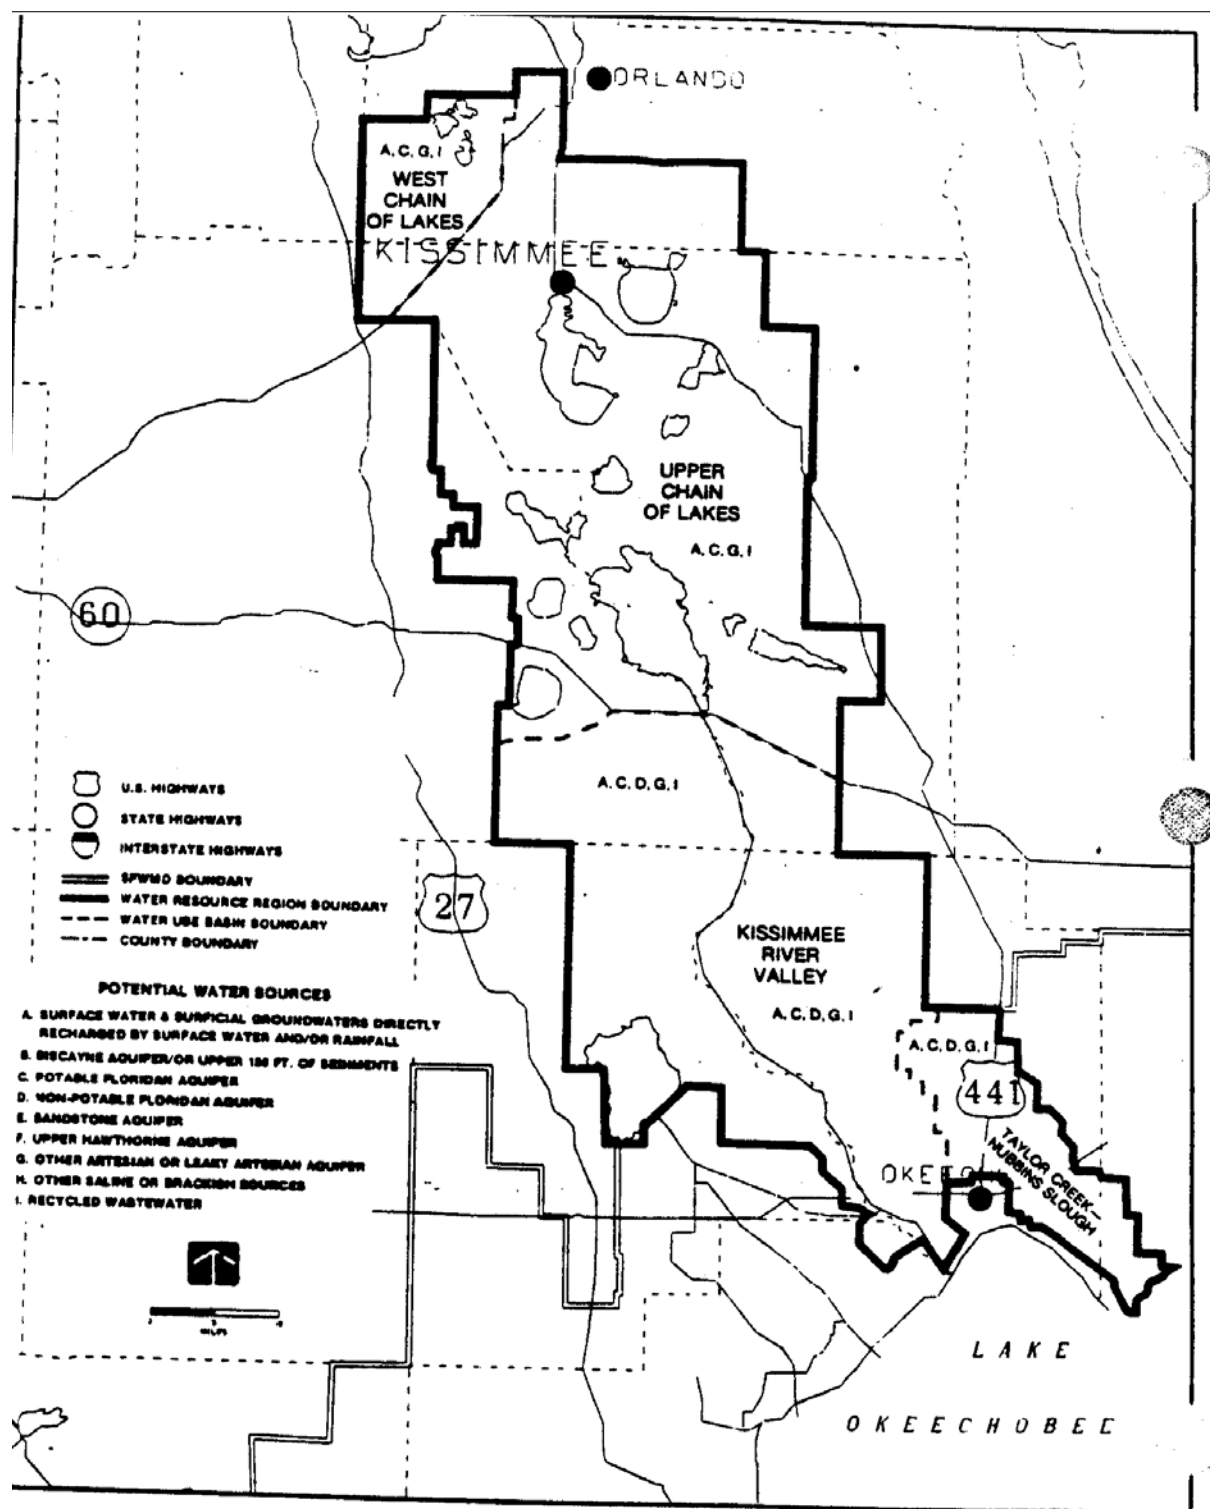 ORLANDO
A, C, G, I
WEST
CHAIN
OF LAKES
KISSIMMEE
UPPER
CHAIN
OF LAKES
A, C, G, I
60
A, C, D, G, I
U.S. HIGHWAYS
STATE HIGHWAYS
INTERSTATE HIGHWAYS
SFWMD BOUNDARY
WATER RESOURCE REGION BOUNDARY
WATER USE BASIN BOUNDARY
COUNTY BOUNDARY
27
KISSIMMEE
RIVER
VALLEY
A, C, D, G, I
POTENTIAL WATER SOURCES
A. SURFACE WATER & SURFICIAL GROUNDWATERS DIRECTLY
RECHARGED BY SURFACE WATER AND/OR RAINFALL
B. BISCAYNE AQUIFER/OR UPPER 150 FT. OF SEDIMENTS
C. POTABLE FLORIDAN AQUIFER
D. NON-POTABLE FLORIDAN AQUIFER
E. SANDSTONE AQUIFER
F. UPPER HAWTHORNE AQUIFER
G. OTHER ARTESIAN OR LEAKY ARTESIAN AQUIFER
H. OTHER SALINE OR BRACKISH SOURCES
I. RECYCLED WASTEWATER
A, C, D, G, I
441
TAYLOR CREEK-
NUBBINS SLOUGH
MILES
LAKE
OKEECHOBEE